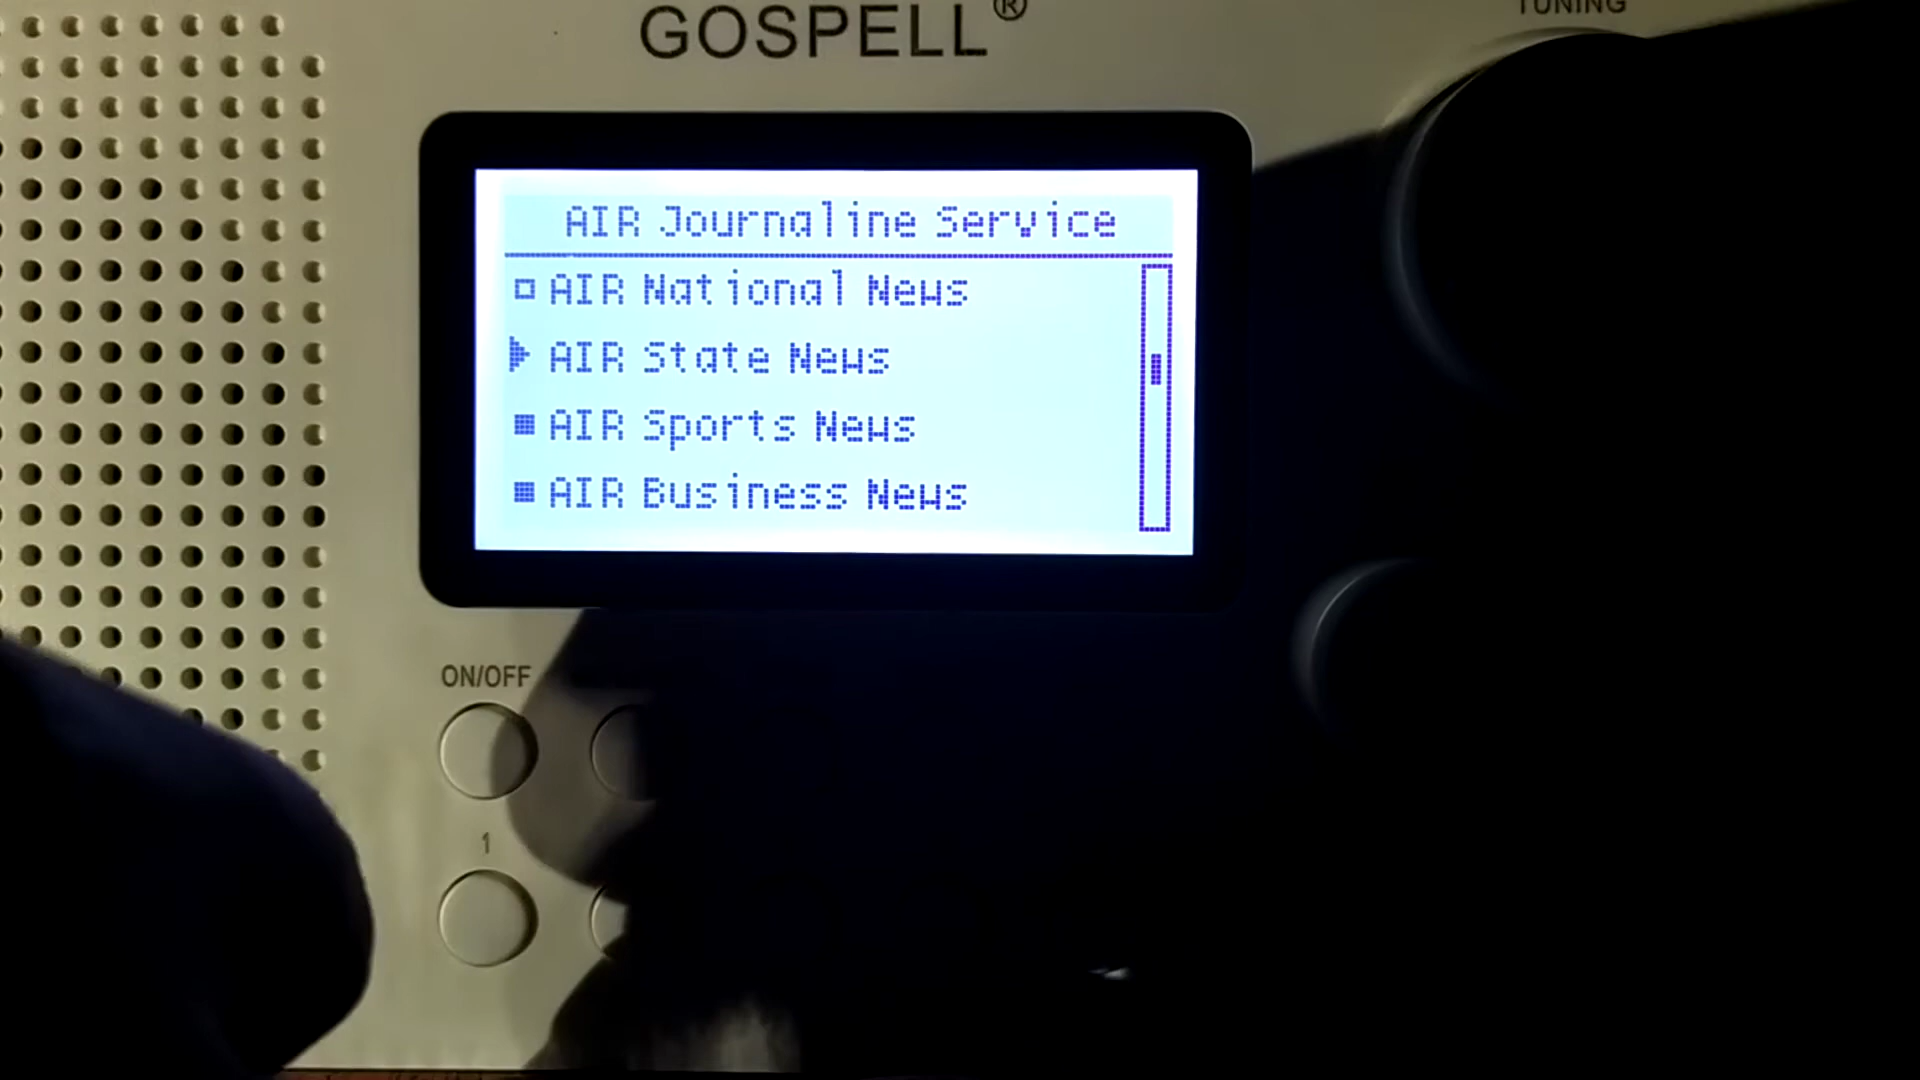 GOSPELL®
TUNING
AIR Journaline Service
AIR National News
AIR State News
AIR Sports News
AIR Business News
ON/OFF
1